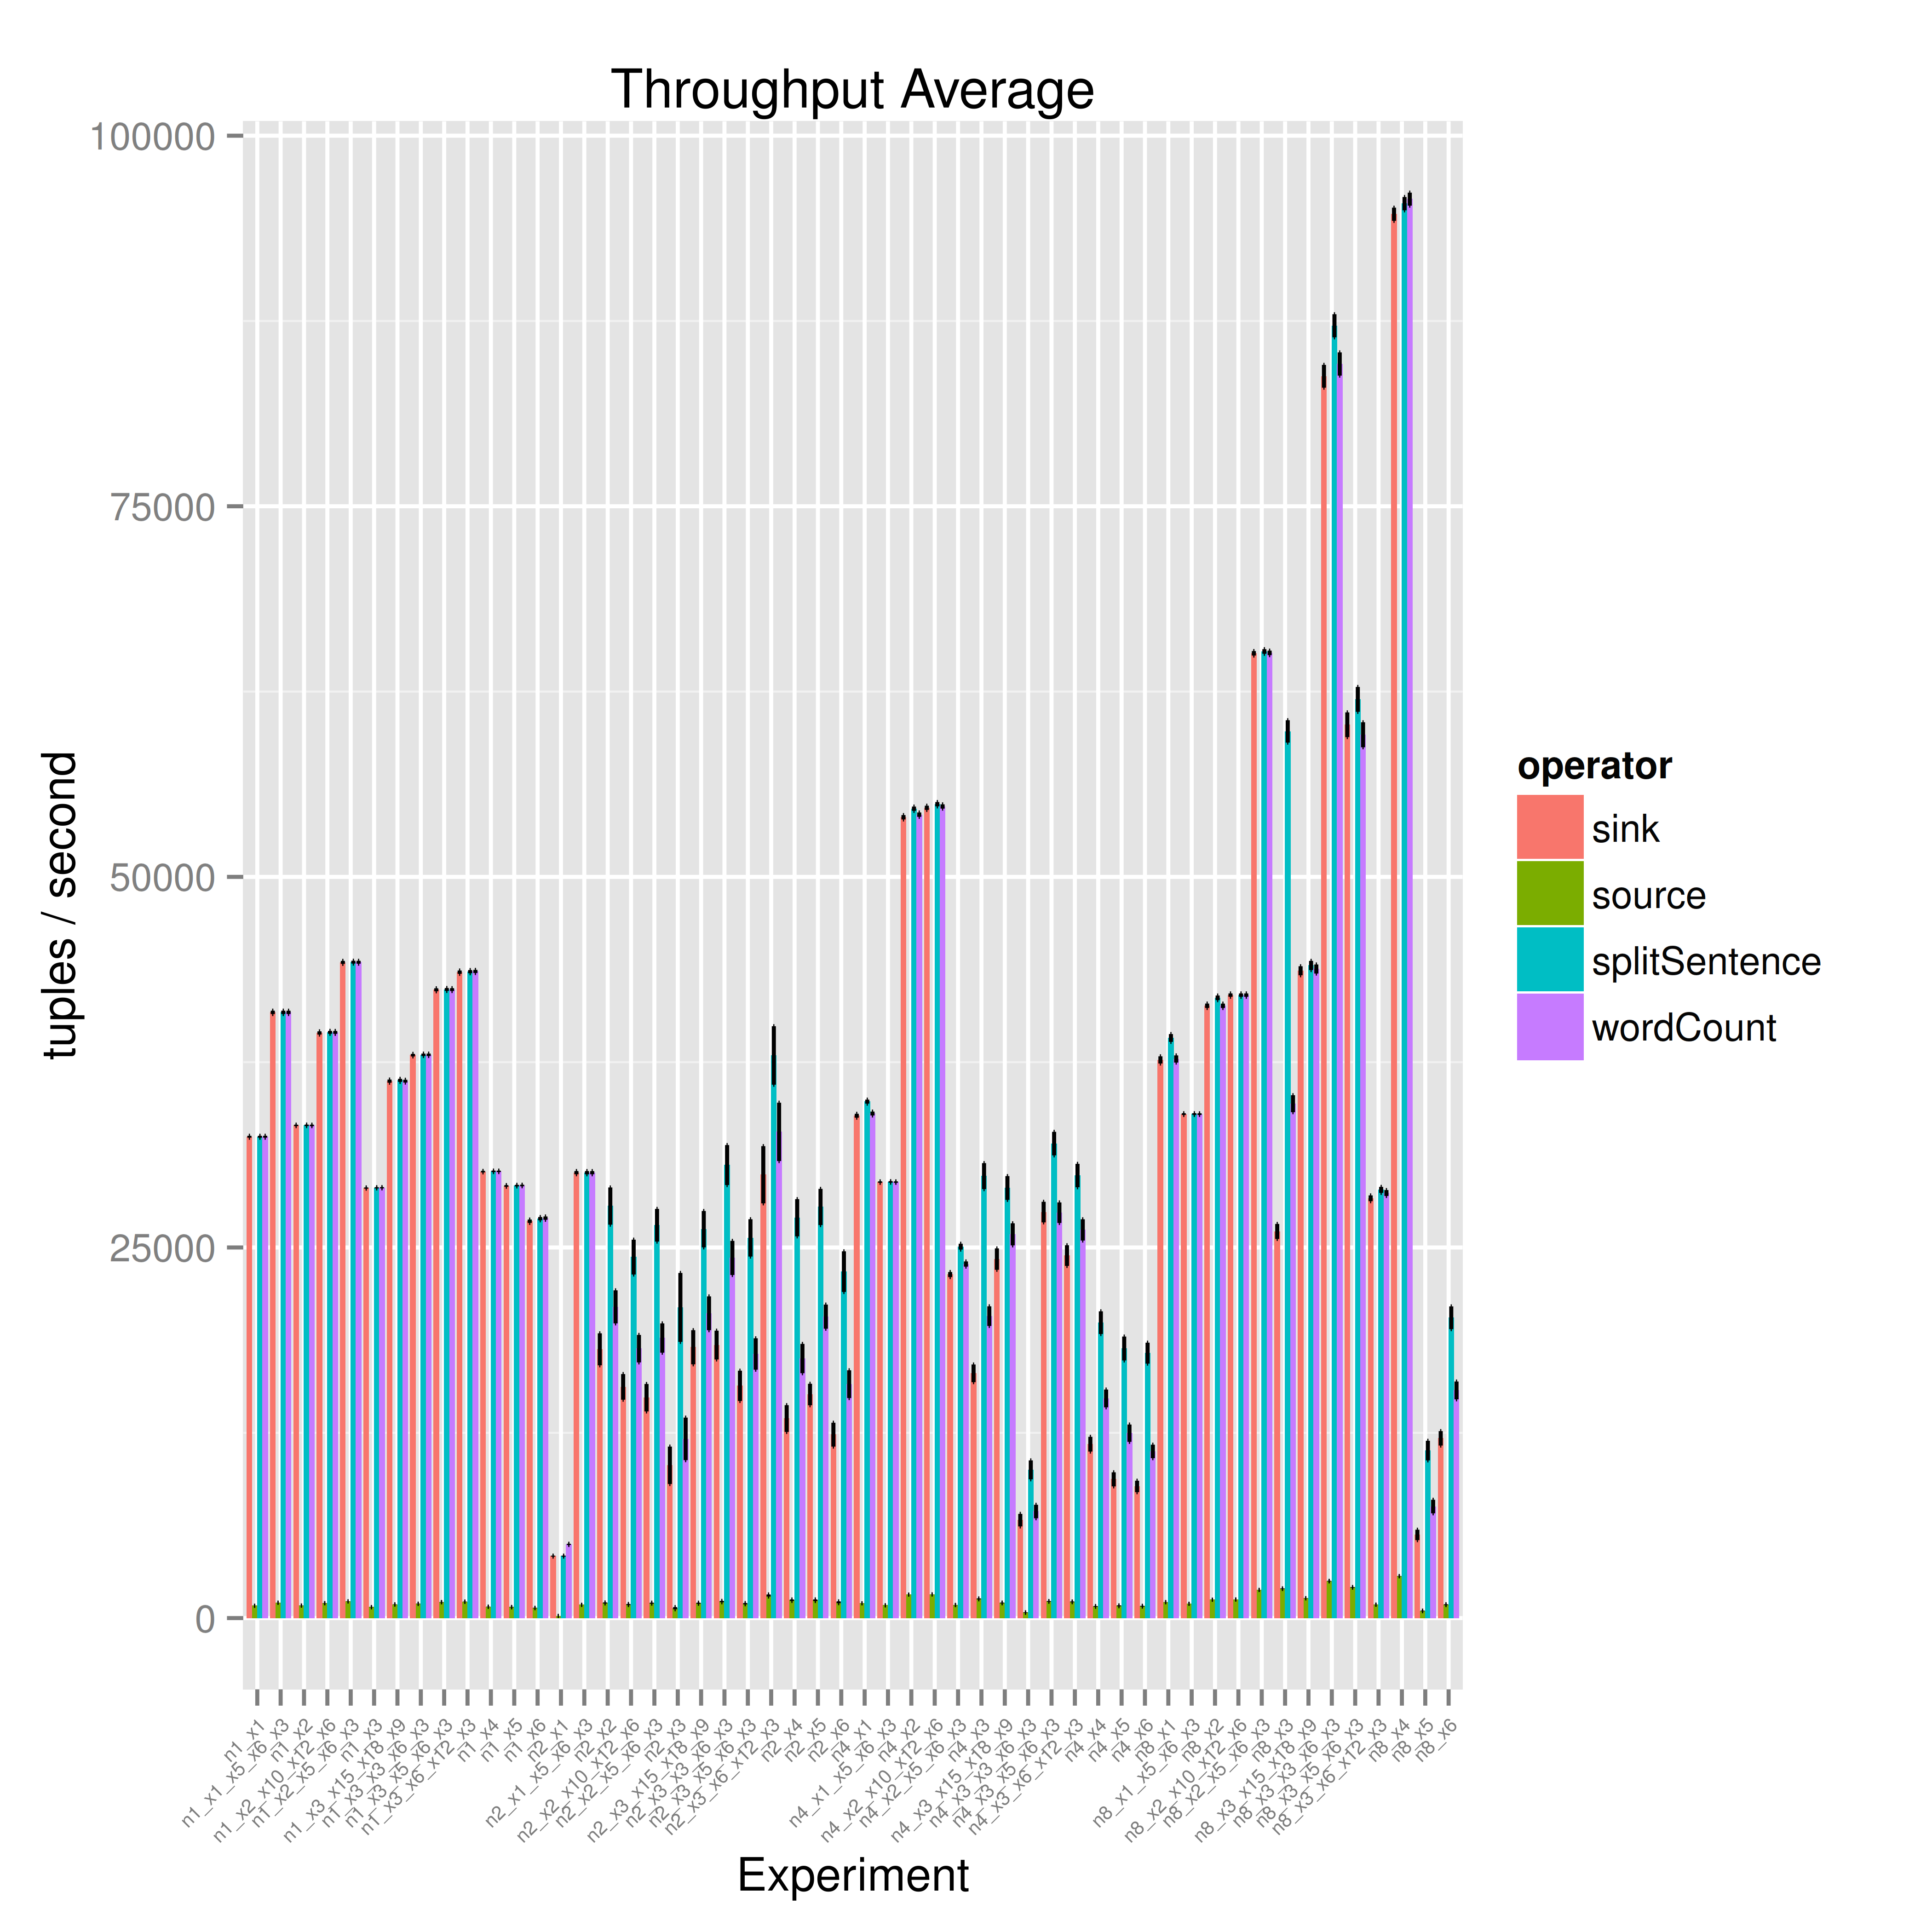 Throughput Average
100000
75000
50000
25000
0
tuples / second
n1_x1
n1_x1_x5_x6_x3
n1_x2
n1_x2_x10_x12_x6
n1_x2_x5_x6_x3
n1_x3
n1_x3_x15_x18_x9
n1_x3_x3_x6_x3
n1_x3_x5_x6_x3
n1_x3_x6_x12_x3
n1_x4
n1_x5
n1_x6
n2_x1
n2_x1_x5_x6_x3
n2_x2
n2_x2_x10_x12_x6
n2_x2_x5_x6_x3
n2_x3
n2_x3_x15_x18_x9
n2_x3_x3_x6_x3
n2_x3_x5_x6_x3
n2_x3_x6_x12_x3
n2_x4
n2_x5
n2_x6
n4_x1
n4_x1_x5_x6_x3
n4_x2
n4_x2_x10_x12_x6
n4_x2_x5_x6_x3
n4_x3
n4_x3_x15_x18_x9
n4_x3_x3_x6_x3
n4_x3_x5_x6_x3
n4_x3_x6_x12_x3
n4_x4
n4_x5
n4_x6
n8_x1
n8_x1_x5_x6_x3
n8_x2
n8_x2_x10_x12_x6
n8_x2_x5_x6_x3
n8_x3
n8_x3_x15_x18_x9
n8_x3_x3_x6_x3
n8_x3_x5_x6_x3
n8_x3_x6_x12_x3
n8_x4
n8_x5
n8_x6
Experiment
operator
sink
source
splitSentence
wordCount